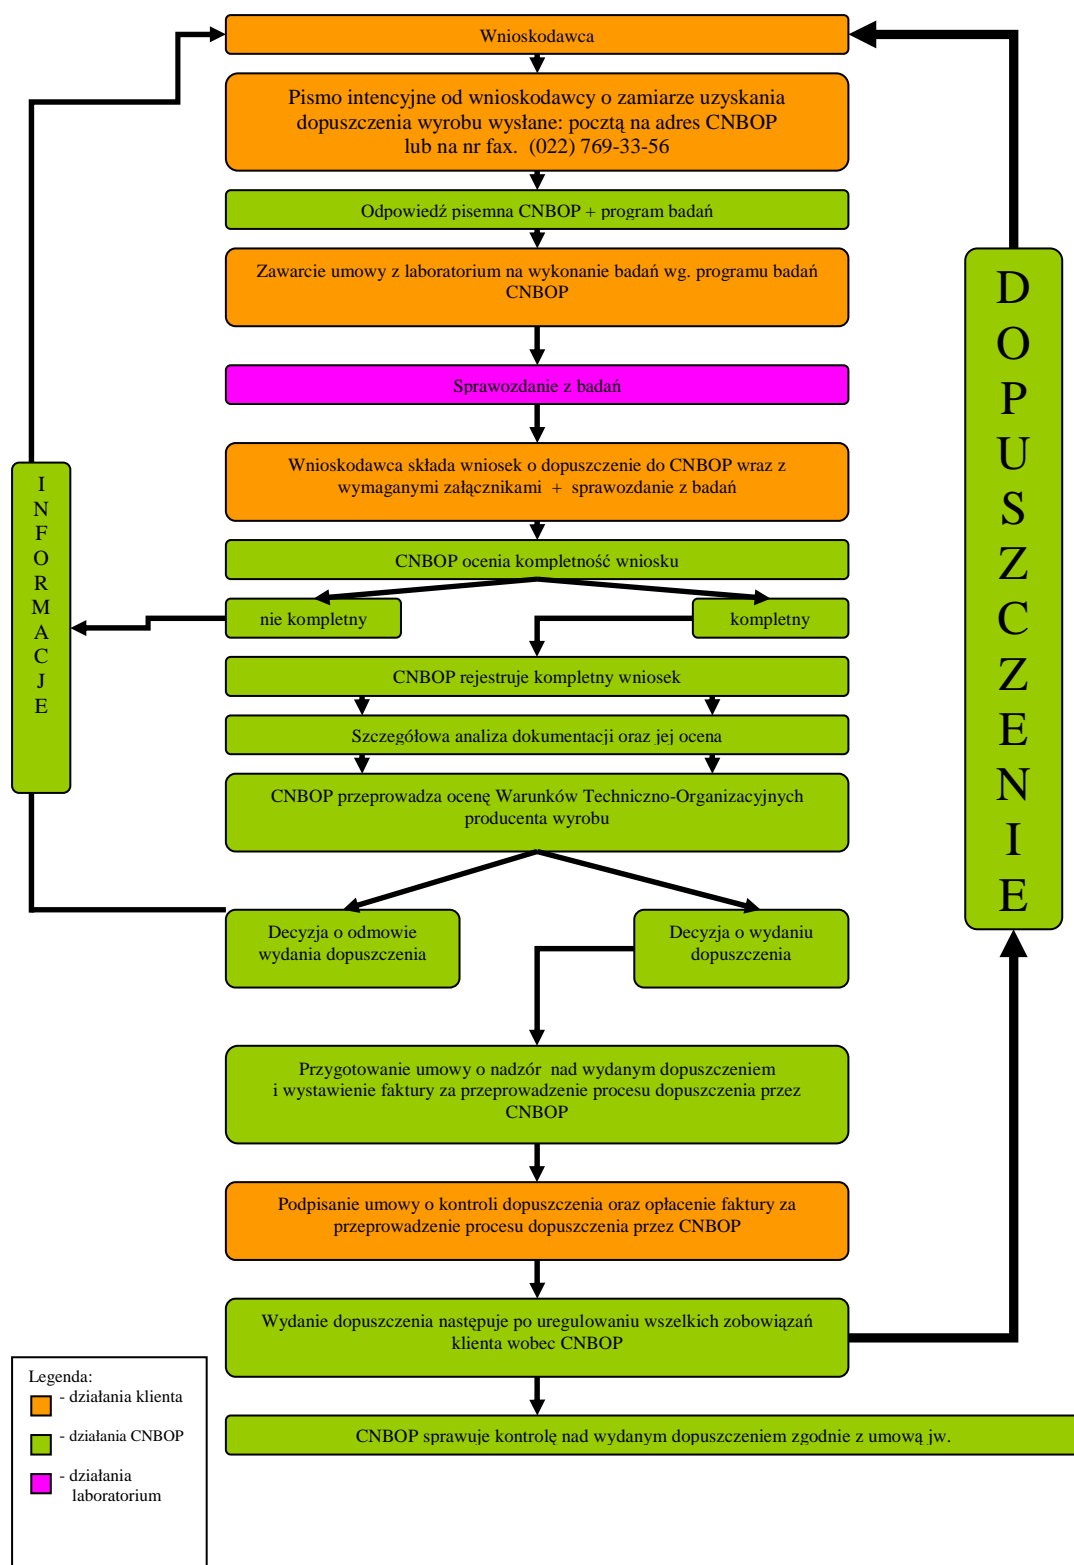 Wnioskodawca
Pismo intencyjne od wnioskodawcy o zamiarze uzyskania
dopuszczenia wyrobu wysłane: pocztą na adres CNBOP
lub na nr fax. (022) 769-33-56
Odpowiedź pisemna CNBOP + program badań
Zawarcie umowy z laboratorium na wykonanie badań wg. programu badań
CNBOP
Sprawozdanie z badań
Wnioskodawca składa wniosek o dopuszczenie do CNBOP wraz z
wymaganymi załącznikami + sprawozdanie z badań
CNBOP ocenia kompletność wniosku
nie kompletny
kompletny
CNBOP rejestruje kompletny wniosek
Szczegółowa analiza dokumentacji oraz jej ocena
CNBOP przeprowadza ocenę Warunków Techniczno-Organizacyjnych
producenta wyrobu
Decyzja o odmowie
wydania dopuszczenia
Decyzja o wydaniu
dopuszczenia
Przygotowanie umowy o nadzór nad wydanym dopuszczeniem
i wystawienie faktury za przeprowadzenie procesu dopuszczenia przez
CNBOP
Podpisanie umowy o kontroli dopuszczenia oraz opłacenie faktury za
przeprowadzenie procesu dopuszczenia przez CNBOP
Wydanie dopuszczenia następuje po uregulowaniu wszelkich zobowiązań
klienta wobec CNBOP
CNBOP sprawuje kontrolę nad wydanym dopuszczeniem zgodnie z umową jw.
I
N
F
O
R
M
A
C
J
E
D
O
P
U
S
Z
C
Z
E
N
I
E
Legenda:
- działania klienta
- działania CNBOP
- działania
laboratorium